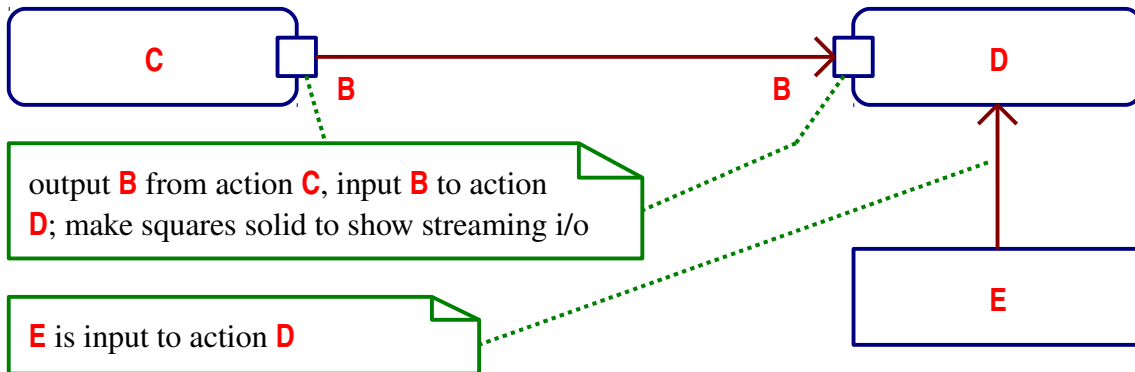 C
D
B
B
output B from action C, input B to action
D; make squares solid to show streaming i/o
E
E is input to action D